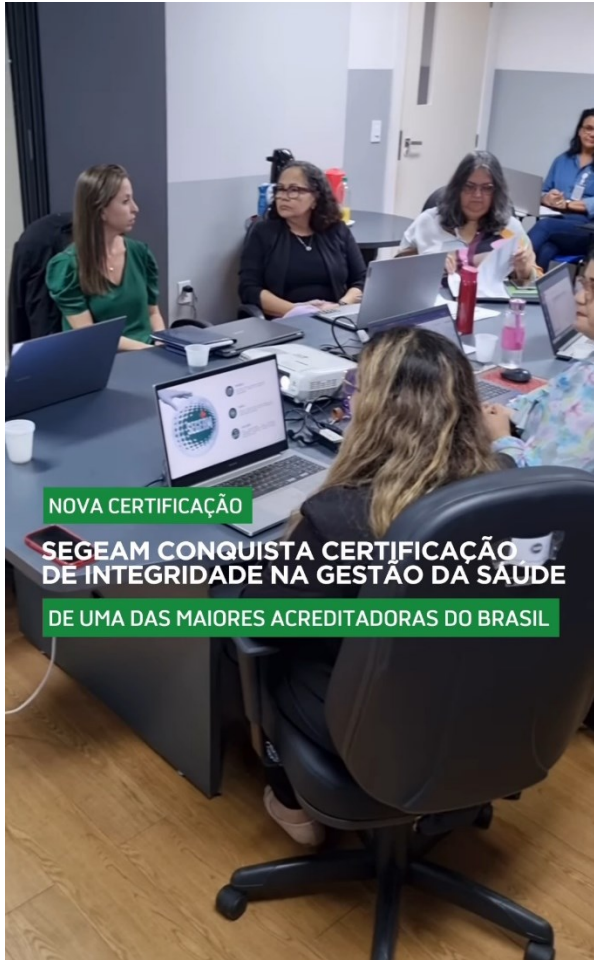 NOVA CERTIFICAÇÃO
SEGEAM CONQUISTA CERTIFICAÇÃO
DE INTEGRIDADE NA GESTÃO DA SAÚDE
DE UMA DAS MAIORES ACREDITADORAS DO BRASIL